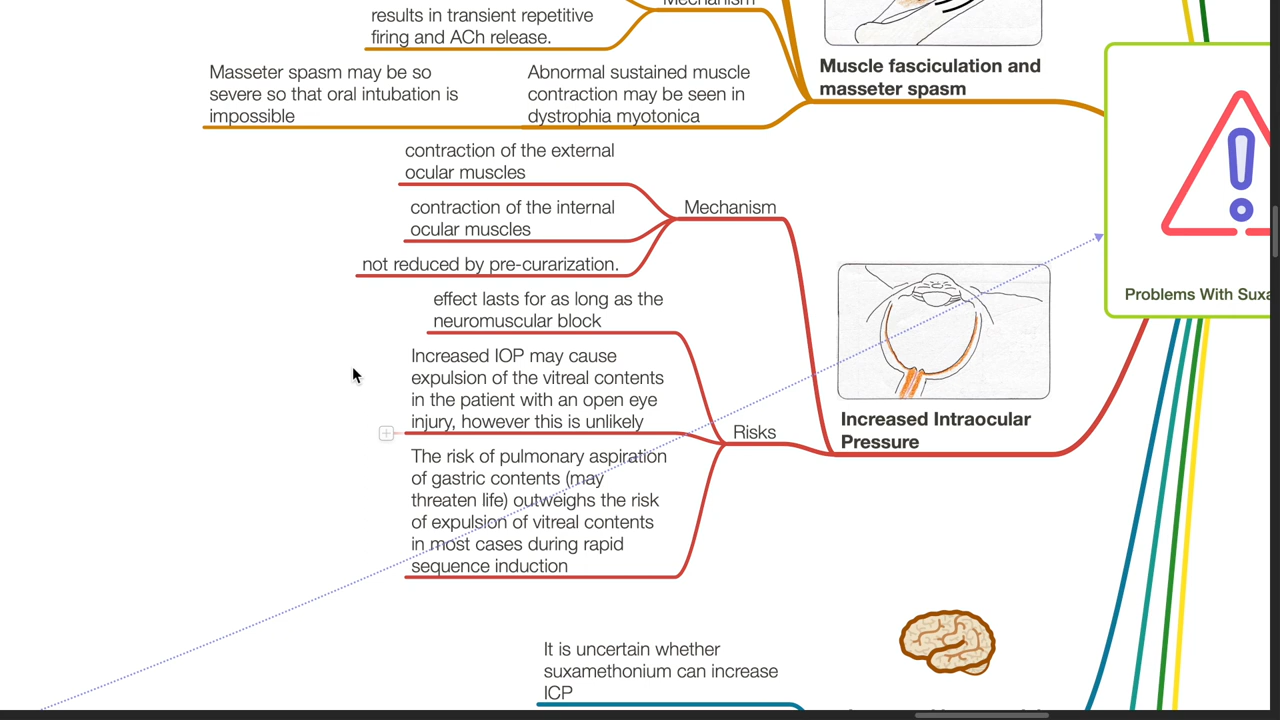 Mechanism
results in transient repetitive
firing and ACh release.
Masseter spasm may be so
severe so that oral intubation is
impossible
Abnormal sustained muscle
contraction may be seen in
dystrophia myotonica
Muscle fasciculation and
masseter spasm
contraction of the external
ocular muscles
contraction of the internal
ocular muscles
not reduced by pre-curarization.
Mechanism
effect lasts for as long as the
neuromuscular block
Increased IOP may cause
expulsion of the vitreal contents
in the patient with an open eye
injury, however this is unlikely
The risk of pulmonary aspiration
of gastric contents (may
threaten life) outweighs the risk
of expulsion of vitreal contents
in most cases during rapid
sequence induction
Risks
Increased Intraocular
Pressure
Problems With Suxa
It is uncertain whether
suxamethonium can increase
ICP